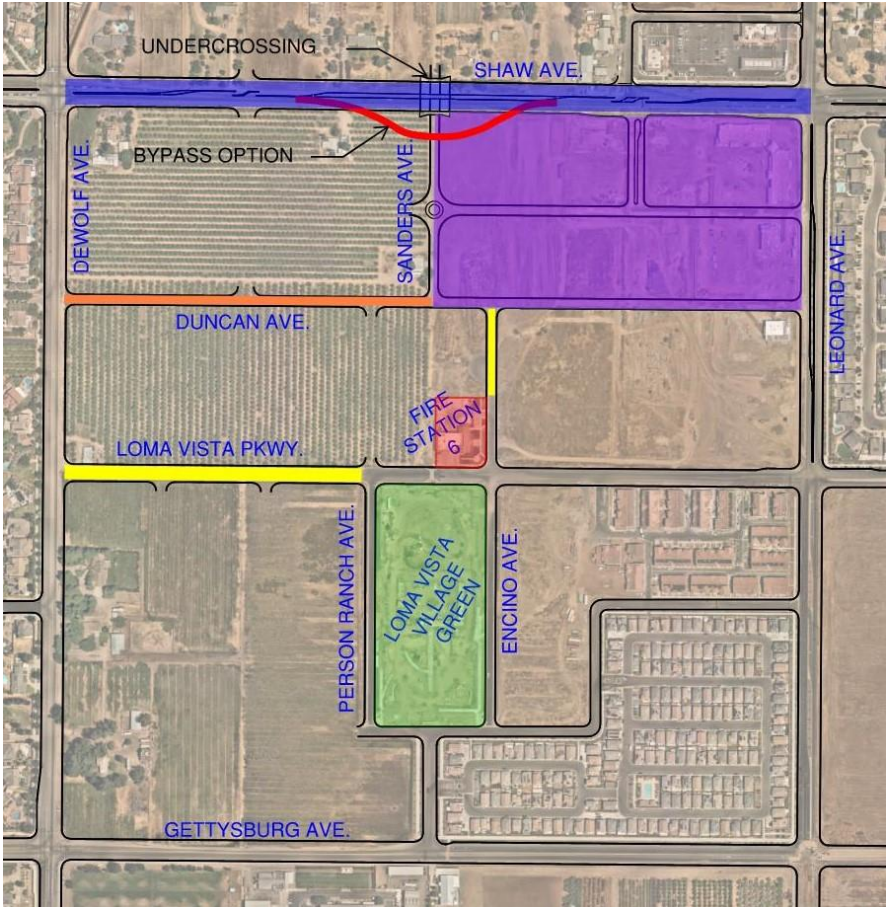 UNDERCROSSING
SHAW AVE.
BYPASS OPTION
DEWOLF AVE.
SANDERS AVE.
LEONARD AVE.
DUNCAN AVE.
FIRE
STATION
6
LOMA VISTA PKWY.
PERSON RANCH AVE.
LOMA VISTA
VILLAGE
GREEN
ENCINO AVE.
GETTYSBURG AVE.